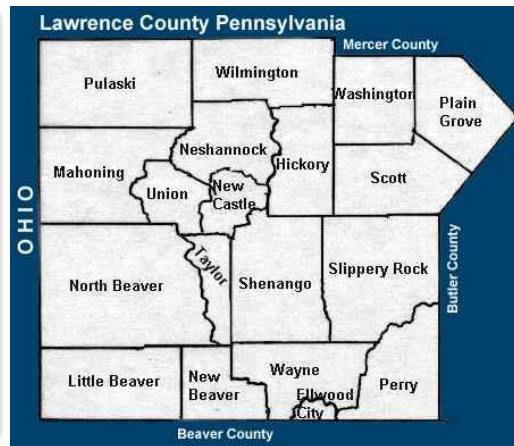 Lawrence County Pennsylvania
Mercer County
Pulaski
Wilmington
Washington
Plain
Grove
Neshannock
Mahoning
Hickory
Scott
Union
New
Castle
OHIO
Taylor
North Beaver
Shenango
Slippery Rock
Butler County
Little Beaver
New
Beaver
Wayne
Ellwood
City
Perry
Beaver County